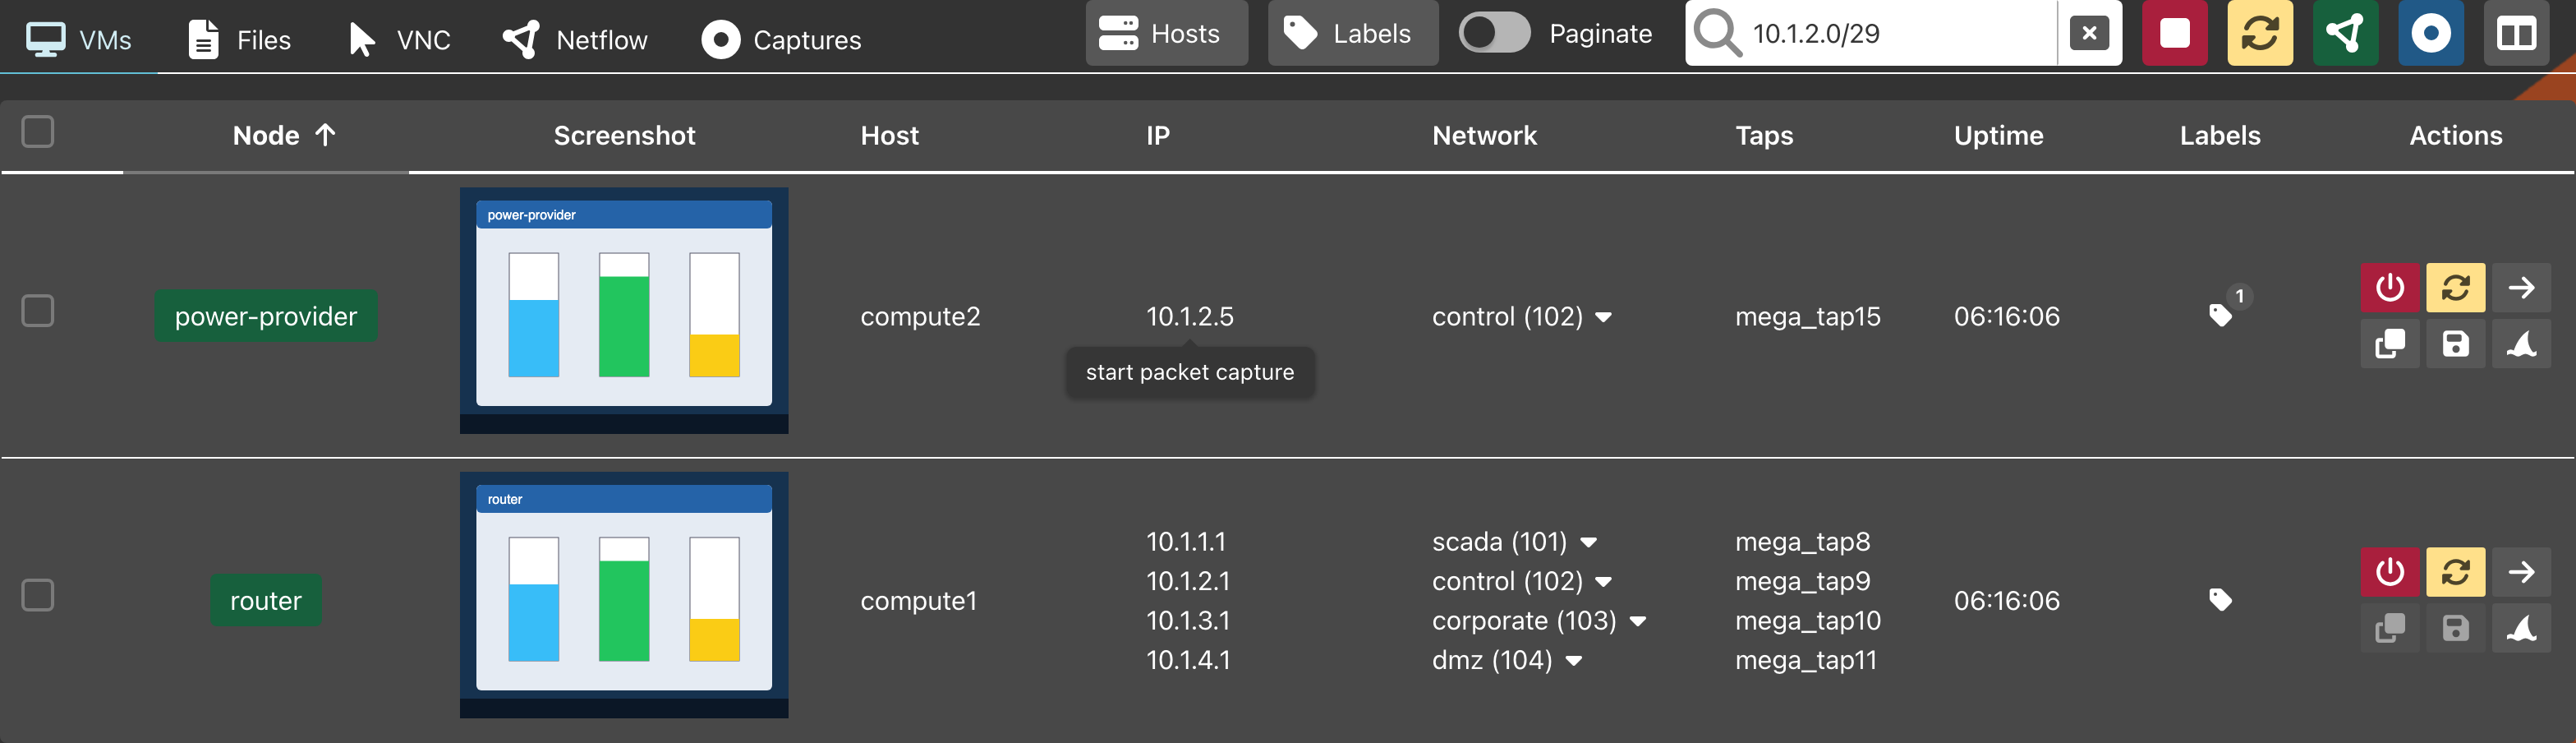 VMs Files VNC Netflow Captures Hosts Labels Paginate 10.1.2.0/29
Node Screenshot Host IP Network Taps Uptime Labels Actions
power-provider
power-provider compute2 10.1.2.5 control (102) mega_tap15 06:16:06 1
start packet capture
router
router compute1 06:16:06
10.1.1.1 scada (101) mega_tap8
10.1.2.1 control (102) mega_tap9
10.1.3.1 corporate (103) mega_tap10
10.1.4.1 dmz (104) mega_tap11